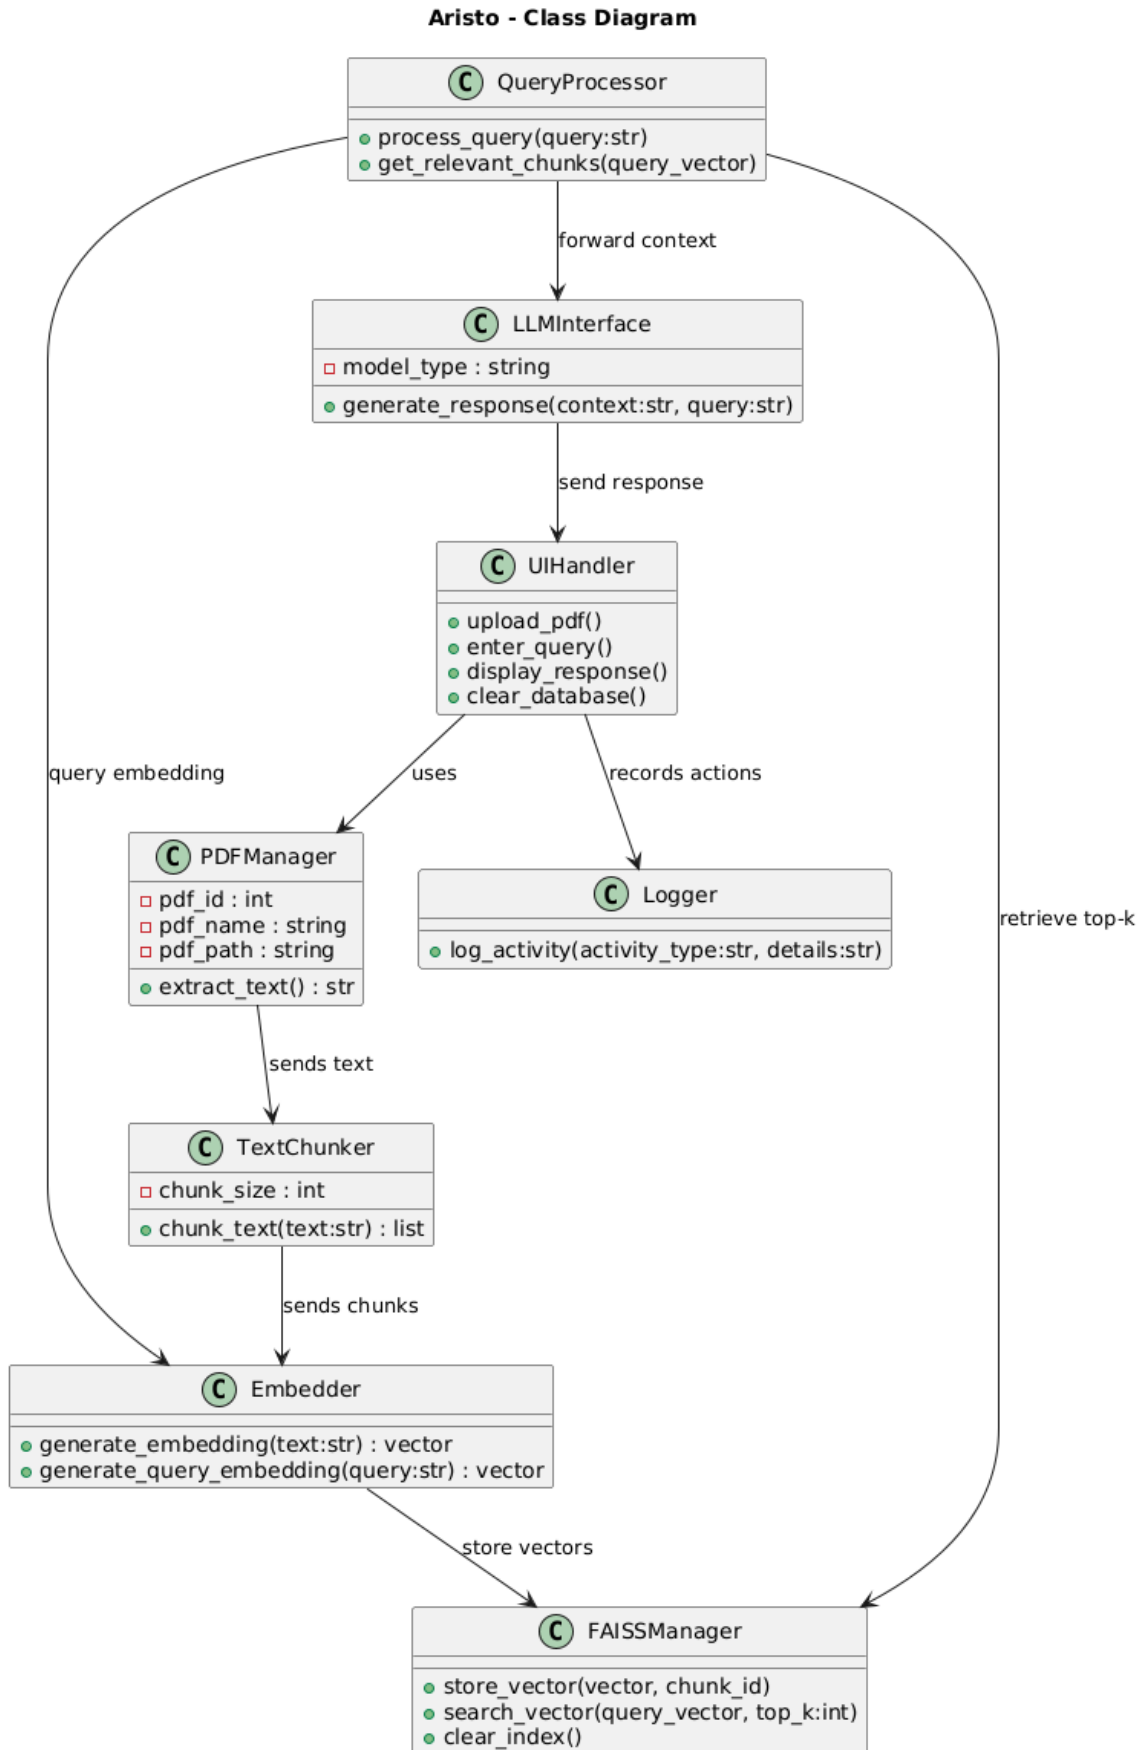 Aristo - Class Diagram
C QueryProcessor
process_query(query:str)
get_relevant_chunks(query_vector)
forward context
C LLMInterface
model_type : string
generate_response(context:str, query:str)
send response
C UIHandler
upload_pdf()
enter_query()
display_response()
clear_database()
query embedding
uses
records actions
C PDFManager
pdf_id : int
pdf_name : string
pdf_path : string
extract_text() : str
C Logger
log_activity(activity_type:str, details:str)
retrieve top-k
sends text
C TextChunker
chunk_size : int
chunk_text(text:str) : list
sends chunks
C Embedder
generate_embedding(text:str) : vector
generate_query_embedding(query:str) : vector
store vectors
C FAISSManager
store_vector(vector, chunk_id)
search_vector(query_vector, top_k:int)
clear_index()